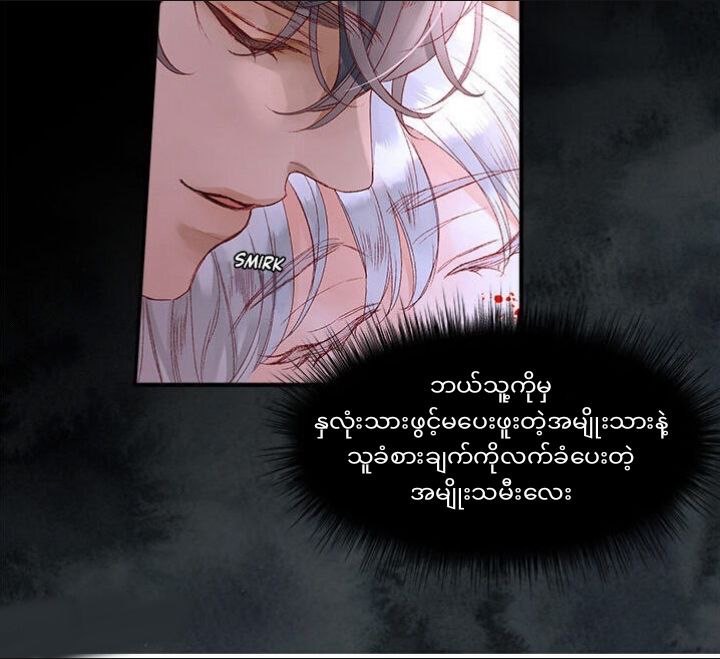 SMIRK
ဘယ်သူ့ကိုမှ
နှလုံးသားဖွင့်မပေးဖူးတဲ့အမျိုးသားနဲ့
သူခံစားချက်ကိုလက်ခံပေးတဲ့
အမျိုးသမီးလေး